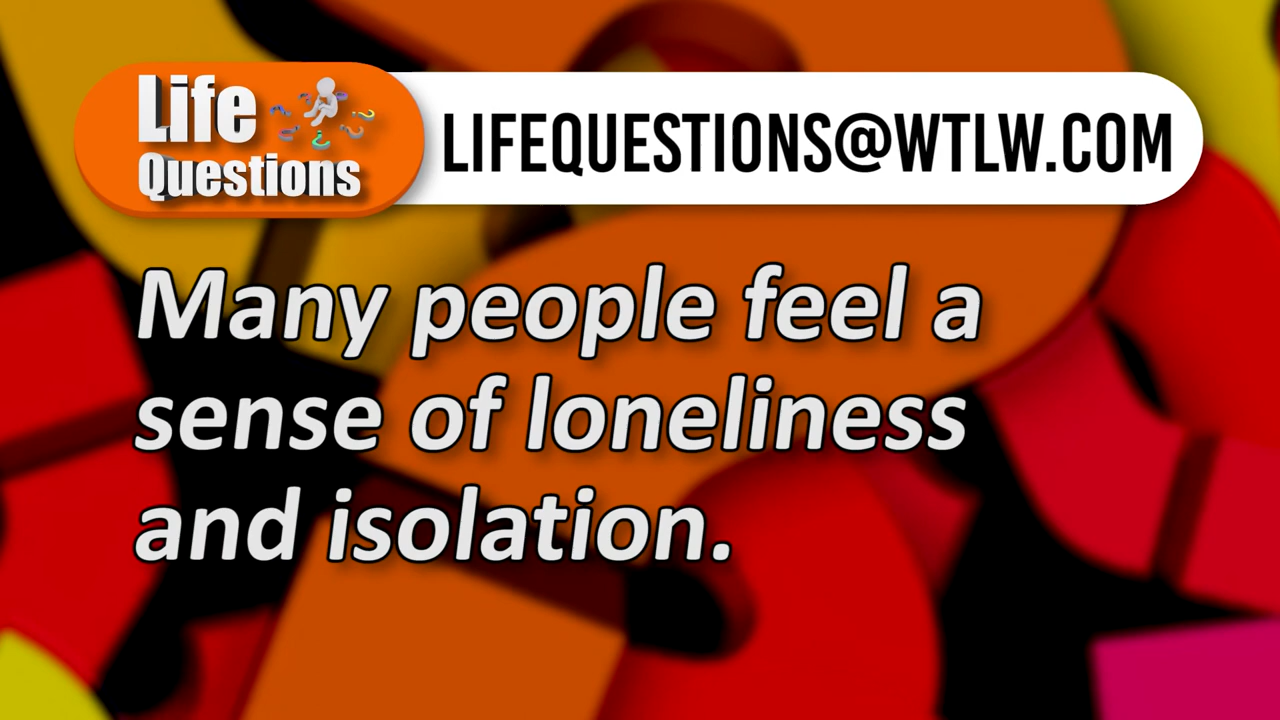 Life
Questions
LIFEQUESTIONS@WTLW.COM
Many people feel a
sense of loneliness
and isolation.